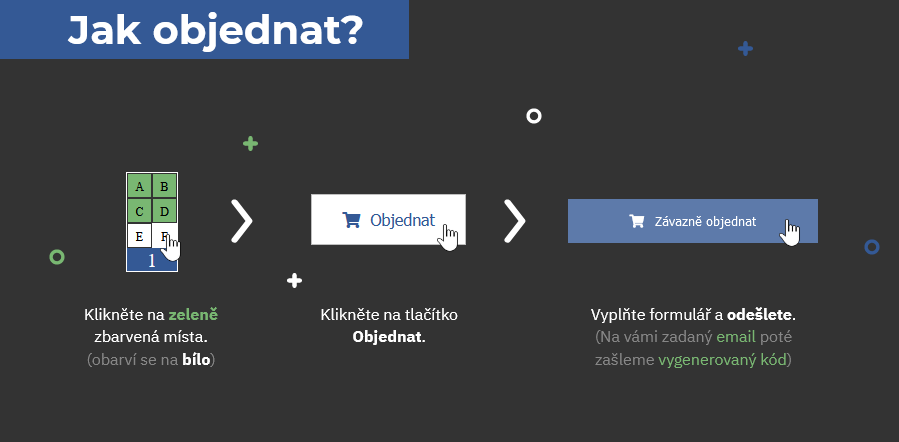 Jak objednat?
A B
C D
E F
1
Objednat
Závazně objednat
Klikněte na zeleně
zbarvená místa.
(obarví se na bílo)
Klikněte na tlačítko
Objednat.
Vyplňte formulář a odešlete.
(Na vámi zadaný email poté
zašleme vygenerovaný kód)